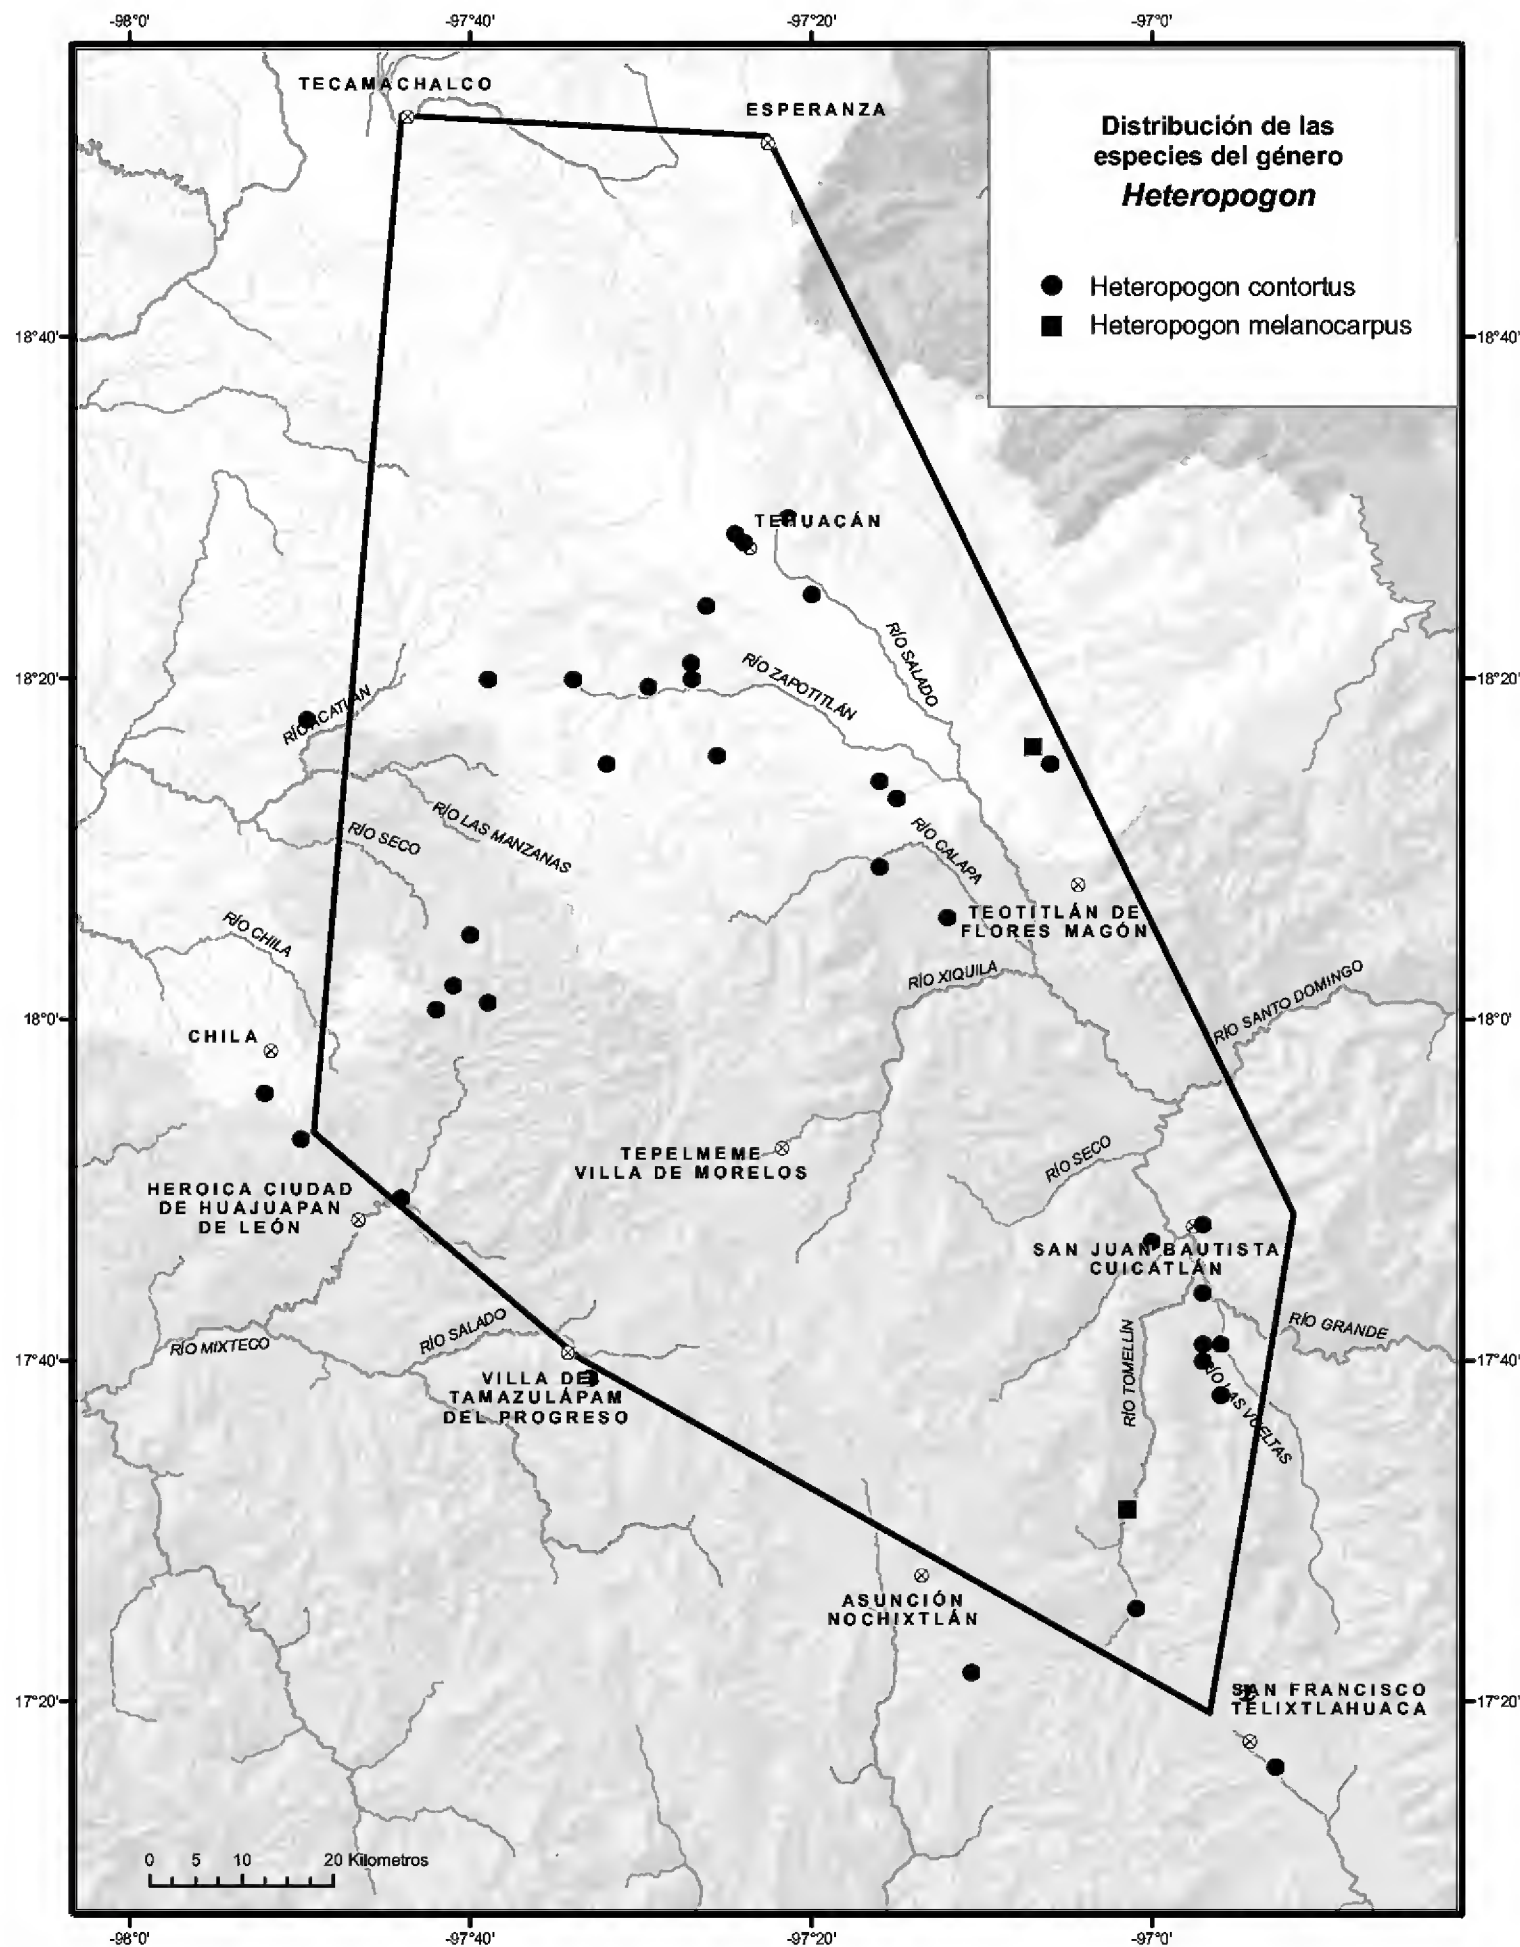 -98°0'
-97°40'
-97°20'
-97°0'
TECAMACHALCO
ESPERANZA
Distribución de las
especies del género
Heteropogon
Heteropogon contortus
Heteropogon melanocarpus
18°40'
18°40'
TEHUACÁN
RÍO SALADO
RÍO ZAPOTITLÁN
18°20'
18°20'
RÍO ACATLÁN
RÍO LAS MANZANAS
RÍO SECO
RÍO CALAPA
TEOTITLÁN DE
FLORES MAGÓN
RÍO CHILA
RÍO XIQUILA
RÍO SANTO DOMINGO
18°0'
18°0'
CHILA
RÍO SECO
TEPELMEME
VILLA DE MORELOS
HEROICA CIUDAD
DE HUAJUAPAN
DE LEÓN
SAN JUAN BAUTISTA
CUICATLÁN
RÍO GRANDE
RÍO SALADO
RÍO MIXTECO
RÍO TOMELLÍN
17°40'
17°40'
RÍO LAS VUELTAS
VILLA DE
TAMAZULÁPAM
DEL PROGRESO
ASUNCIÓN
NOCHIXTLÁN
SAN FRANCISCO
TELIXTLAHUACA
17°20'
17°20'
0 5 10 20 Kilometros
-98°0'
-97°40'
-97°20'
-97°0'